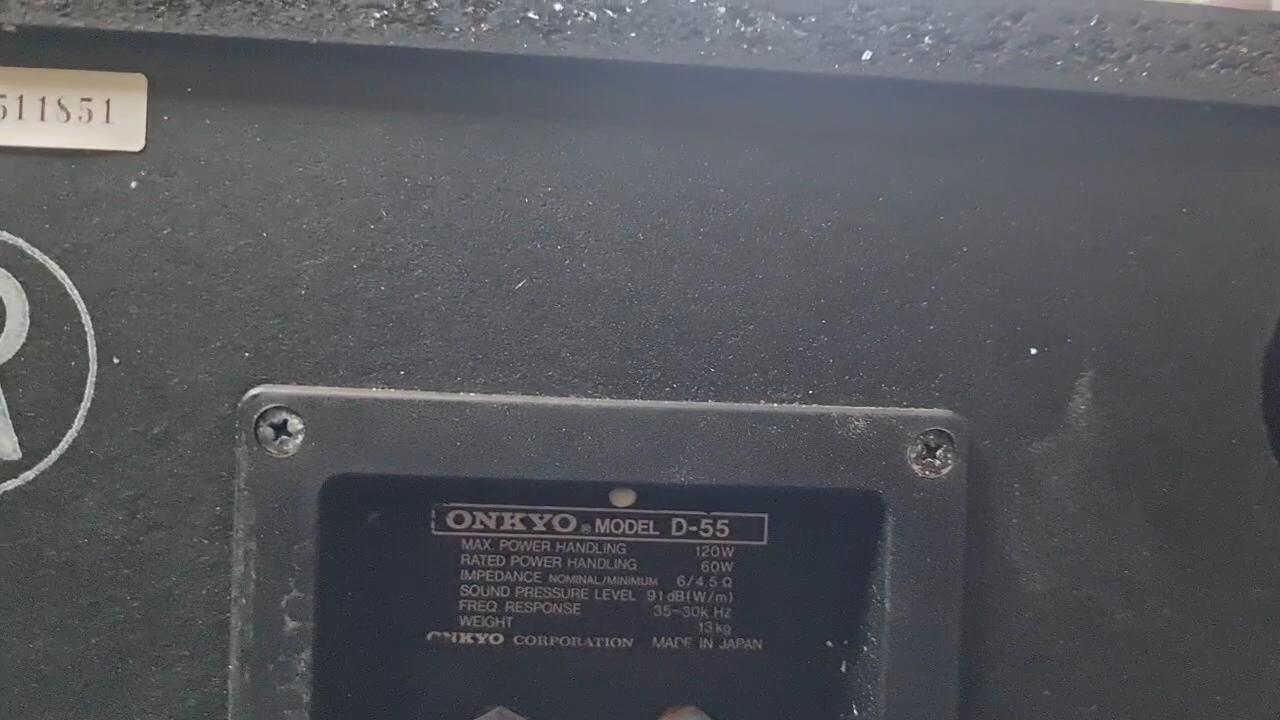 511851
R
ONKYO® MODEL D-55
MAX. POWER HANDLING 120W
RATED POWER HANDLING 60W
IMPEDANCE NOMINAL/MINIMUM 6/4.5 Ω
SOUND PRESSURE LEVEL 91dB(W/m)
FREQ. RESPONSE 35-30k Hz
WEIGHT 13kg
ONKYO CORPORATION MADE IN JAPAN